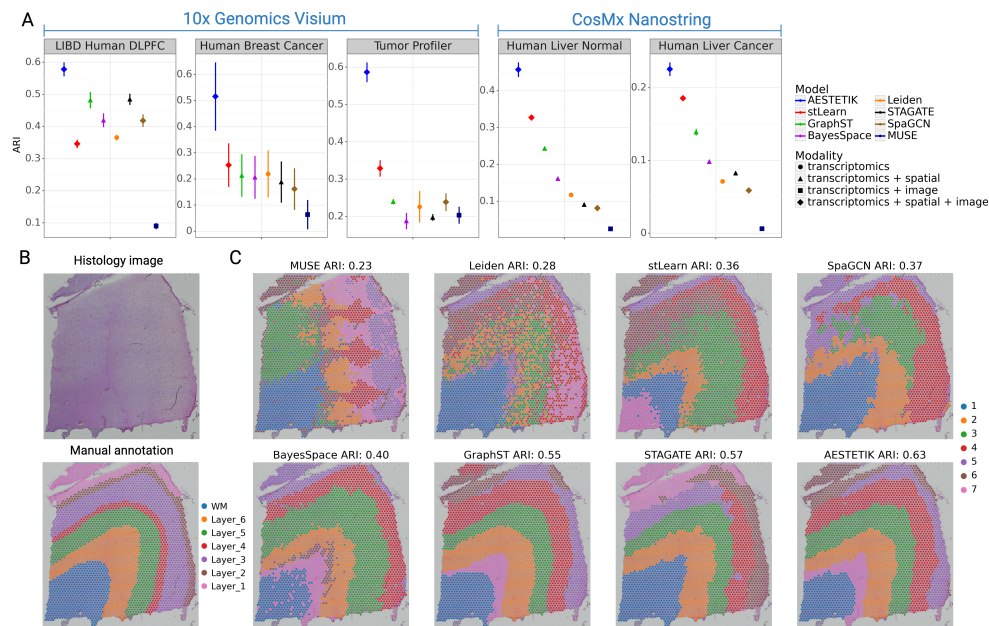 A
10x Genomics Visium
CosMx Nanostring
LIBD Human DLPFC
Human Breast Cancer
Tumor Profiler
Human Liver Normal
Human Liver Cancer
ARI
0.6
0.5
0.4
0.3
0.2
0.1
0.6
0.5
0.4
0.3
0.2
0.1
0.0
0.6
0.5
0.4
0.3
0.2
0.4
0.3
0.2
0.1
0.2
0.1
0.0
Model
AESTETIK
stLearn
GraphST
BayesSpace
Leiden
STAGATE
SpaGCN
MUSE
Modality
transcriptomics
transcriptomics + spatial
transcriptomics + image
transcriptomics + spatial + image
B
Histology image
Manual annotation
WM
Layer_6
Layer_5
Layer_4
Layer_3
Layer_2
Layer_1
C
MUSE ARI: 0.23
Leiden ARI: 0.28
stLearn ARI: 0.36
SpaGCN ARI: 0.37
BayesSpace ARI: 0.40
GraphST ARI: 0.55
STAGATE ARI: 0.57
AESTETIK ARI: 0.63
1
2
3
4
5
6
7